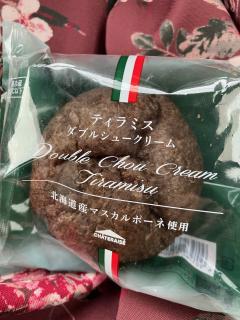 ティラミス
ダブルシュークリーム
Double Chou Cream
Tiramisu
北海道産マスカルポーネ使用
CHATERAISE